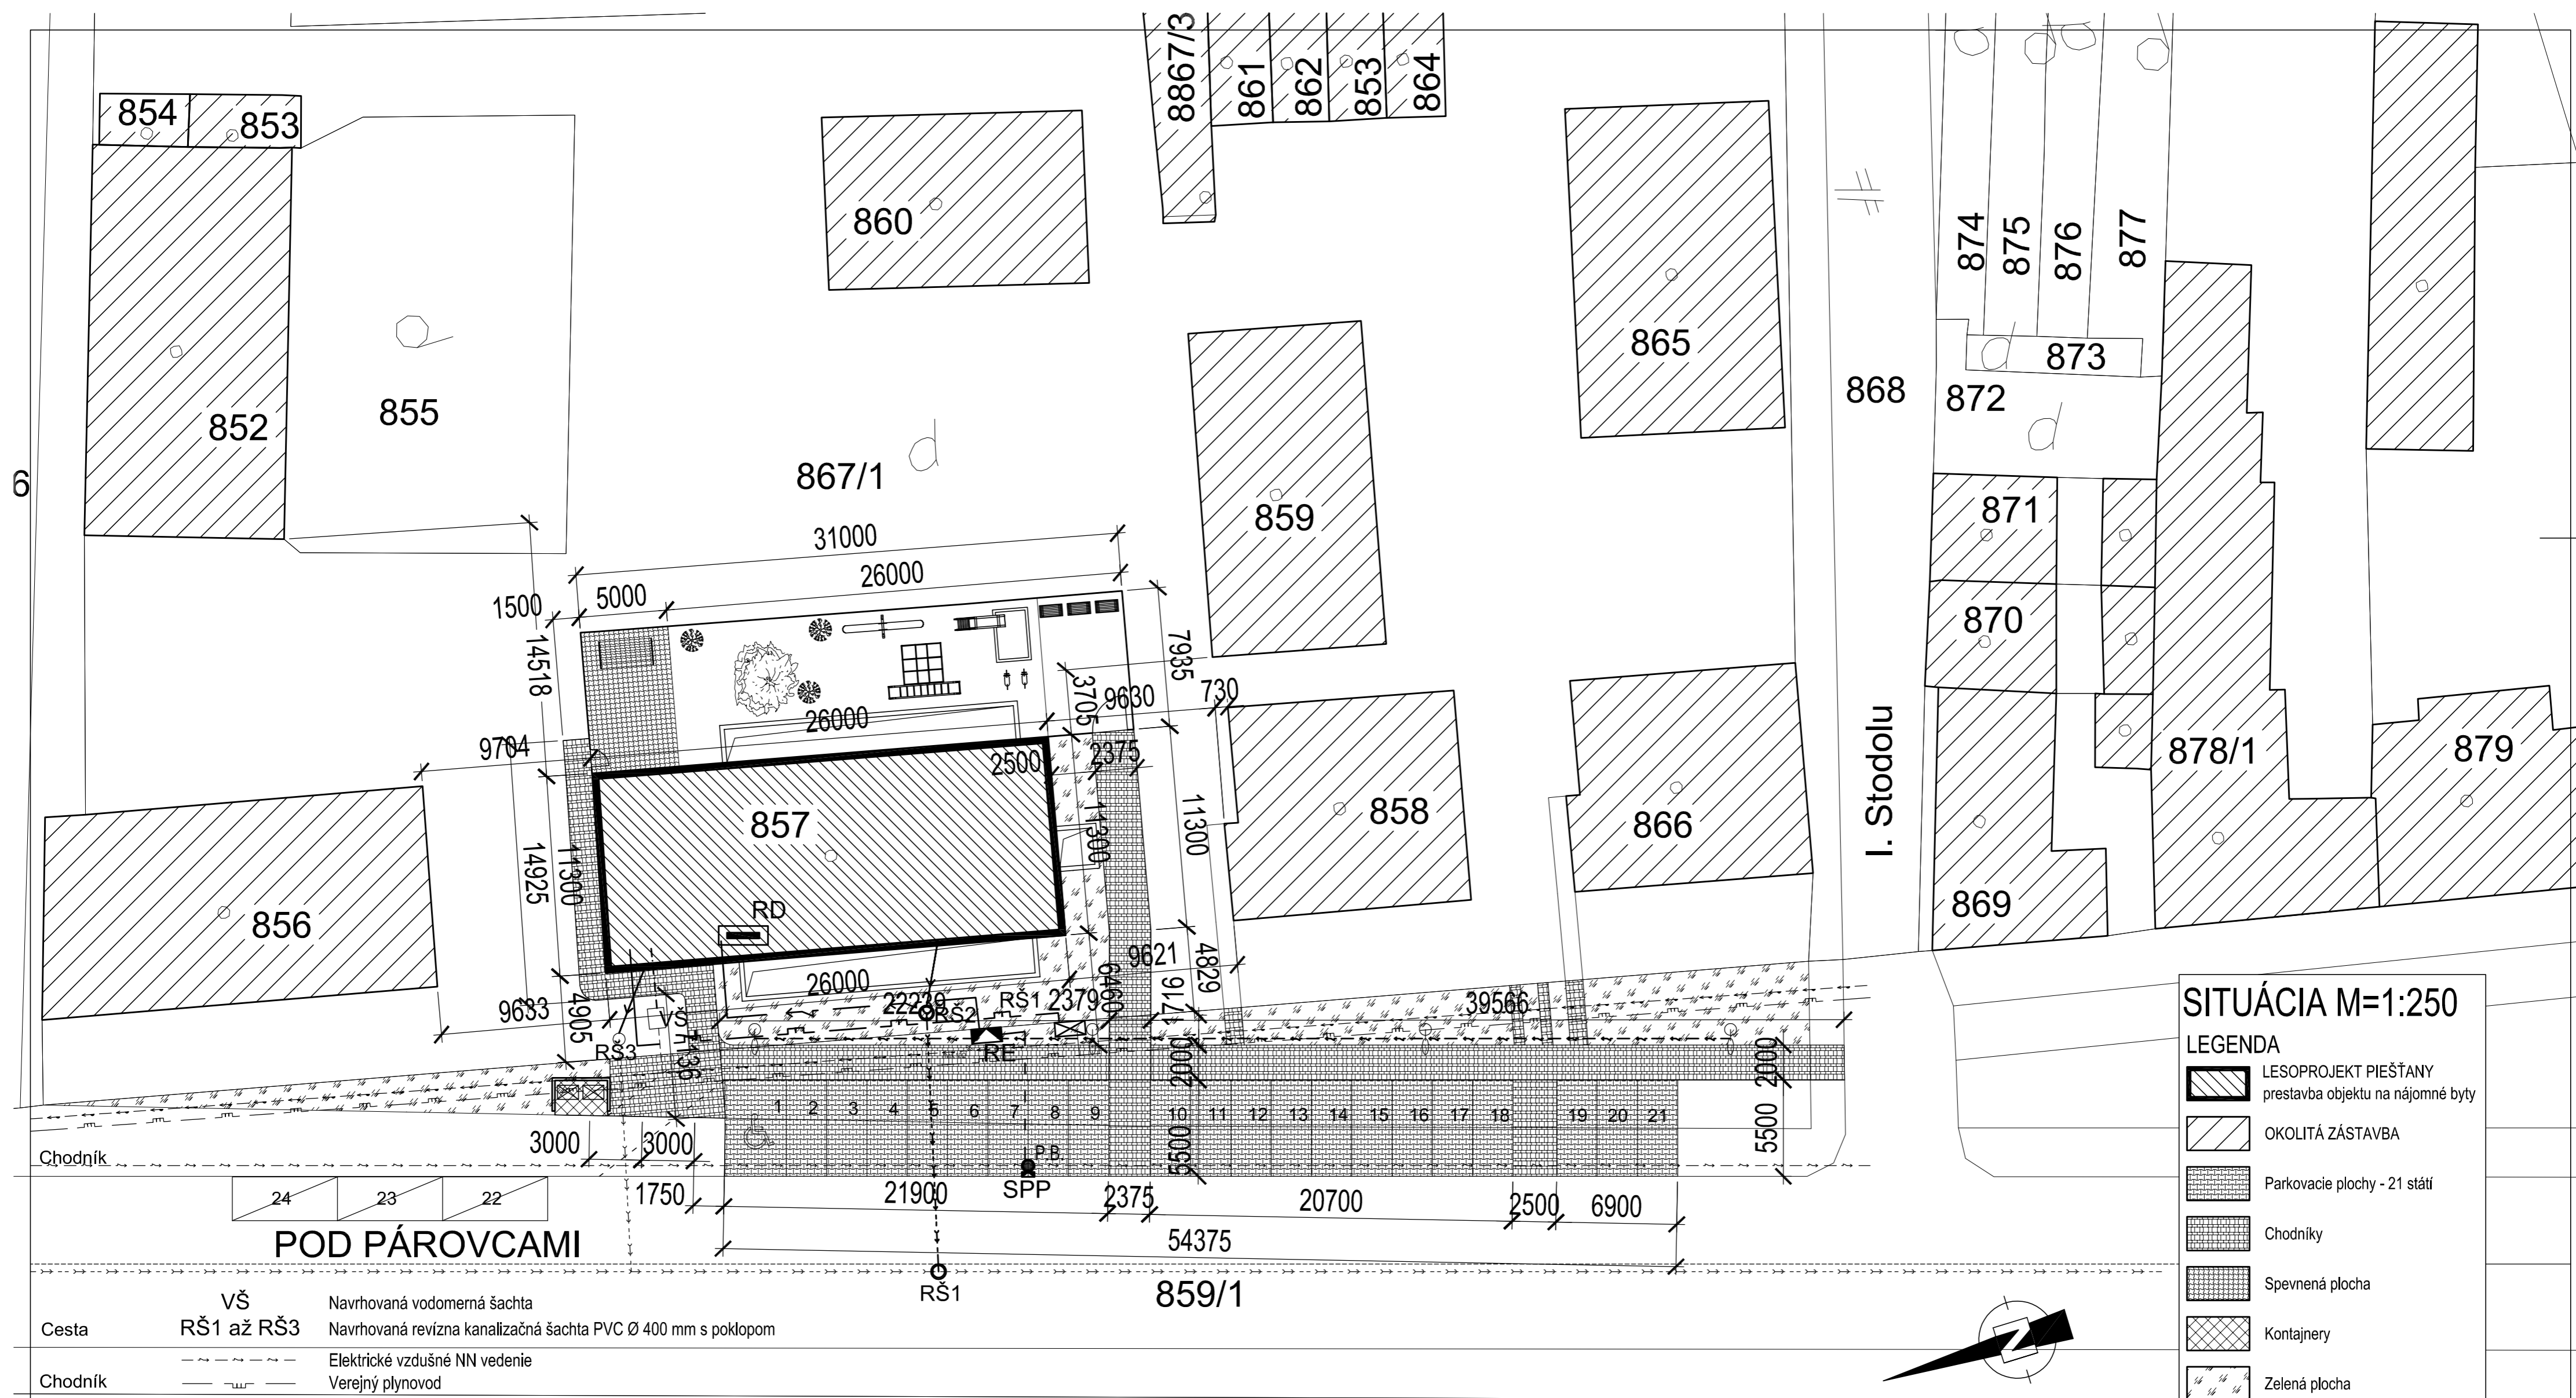 8867/3
861
862
853
864
854
853
860
874
875
876
877
865
873
868
872
852
855
867/1
6
871
859
31000
26000
1500
5000
870
14518
7935
3705
9630
730
26000
9704
2500
2375
I. Stodolu
878/1
879
857
11300
11300
858
866
14925
11300
RD
856
869
9621
4829
6460
26000
9633
4905
VŠ
22239
RŠ2
RŠ1
2379
1716
39566
SITUÁCIA M=1:250
LEGENDA
RŠ3
7136
RE
2000
2000
LESOPROJEKT PIEŠŤANY
prestavba objektu na nájomné byty
1 2 3 4 5 6 7 8 9 10 11 12 13 14 15 16 17 18 19 20 21
OKOLITÁ ZÁSTAVBA
3000
3000
5500
5500
Chodník
P.B.
SPP
Parkovacie plochy - 21 státí
24 23 22
1750
21900
2375
20700
2500
6900
Chodníky
POD PÁROVCAMI
54375
Spevnená plocha
RŠ1
859/1
VŠ Navrhovaná vodomerná šachta
Cesta
RŠ1 až RŠ3 Navrhovaná revízna kanalizačná šachta PVC Ø 400 mm s poklopom
N
Kontajnery
Elektrické vzdušné NN vedenie
Chodník
Verejný plynovod
Zelená plocha